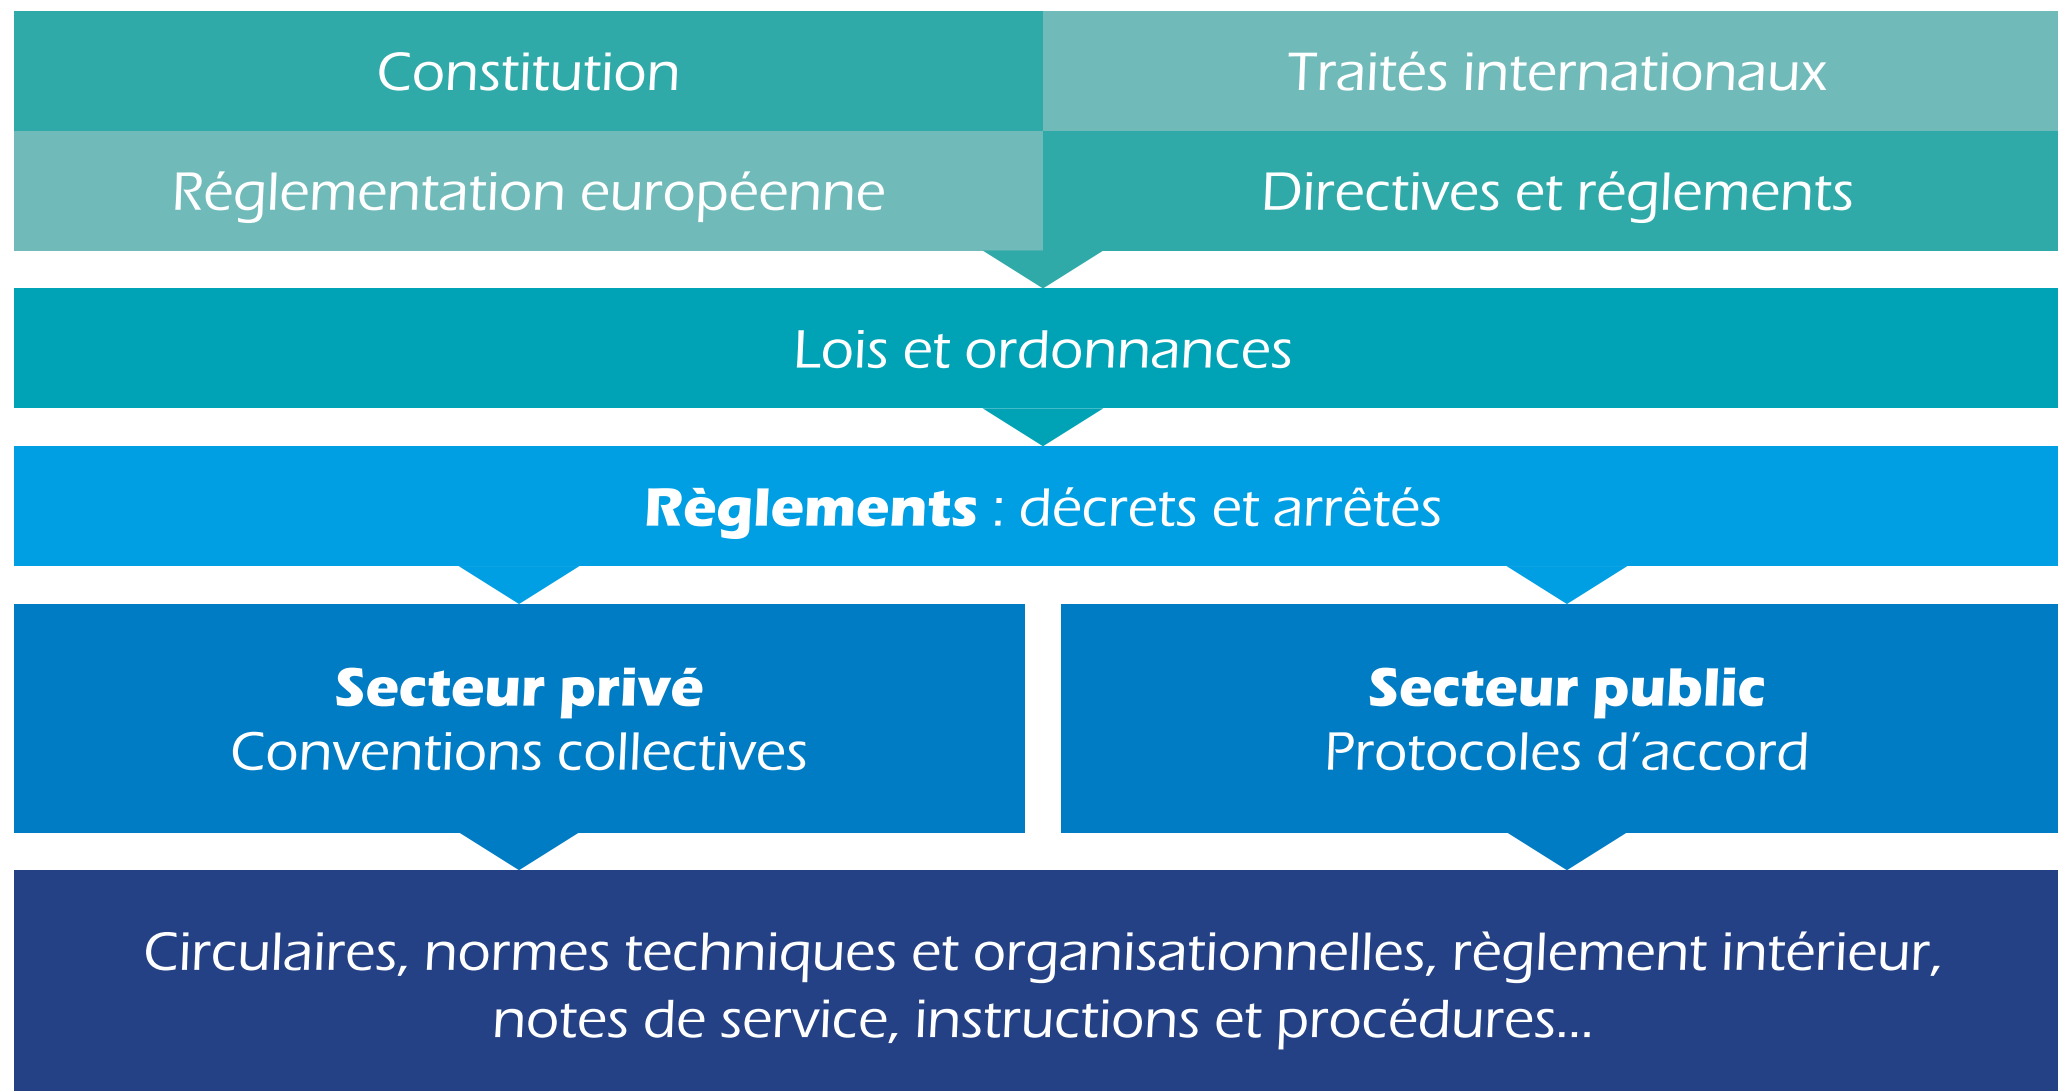 Constitution
Traités internationaux
Réglementation européenne
Directives et réglements
Lois et ordonnances
Règlements : décrets et arrêtés
Secteur privé
Conventions collectives
Secteur public
Protocoles d’accord
Circulaires, normes techniques et organisationnelles, règlement intérieur,
notes de service, instructions et procédures...